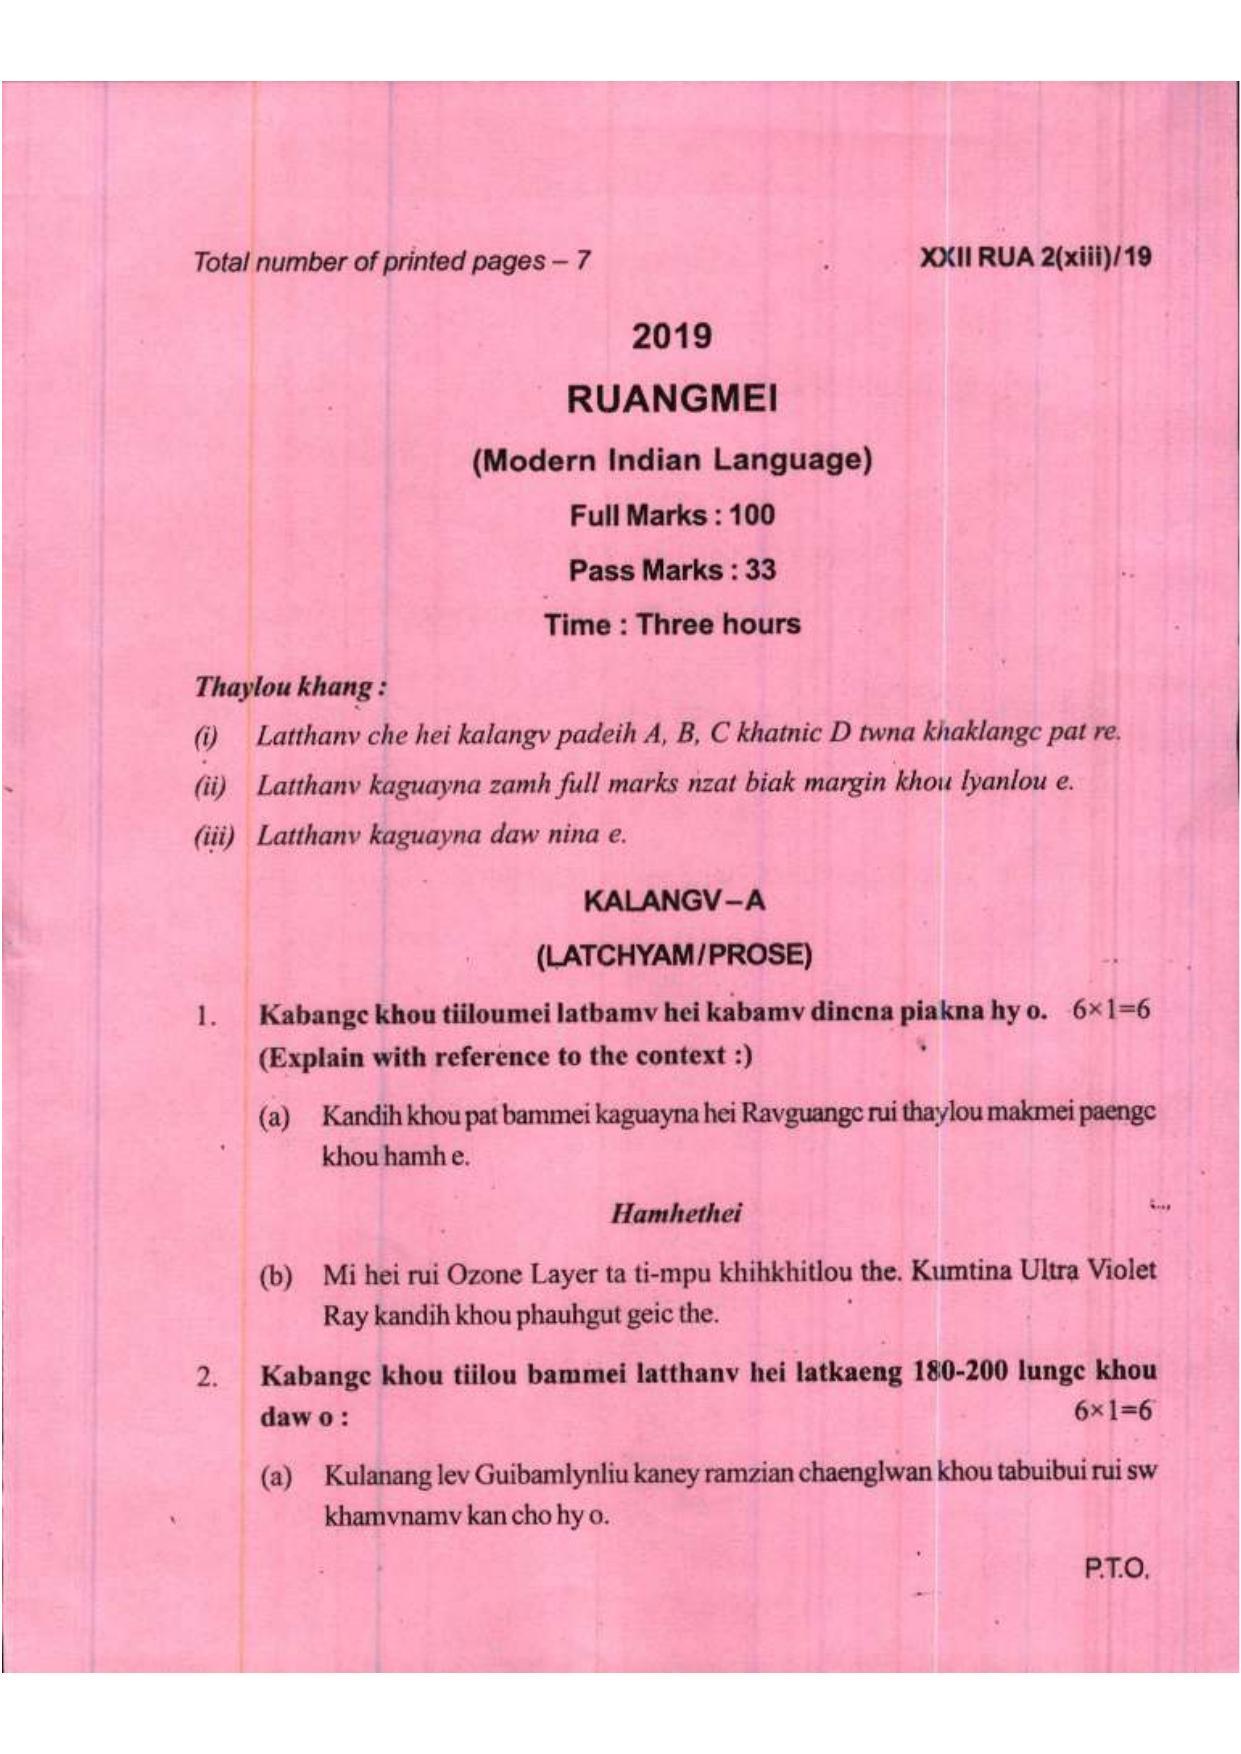 Total number of printed pages – 7
XXII RUA 2(xiii)/19
2019
RUANGMEI
(Modern Indian Language)
Full Marks : 100
Pass Marks : 33
Time : Three hours
Thaylou khang :
(i) Latthanv che hei kalangv padeih A, B, C khatnic D twna khaklangc pat re.
(ii) Latthanv kaguayna zamh full marks nzat biak margin khou lyanlou e.
(iii) Latthanv kaguayna daw nina e.
KALANGV – A
(LATCHYAM/PROSE)
1. Kabangc khou tiiloumei latbamv hei kabamv dincna piakna hy o. 6×1=6
(Explain with reference to the context :)
(a) Kandih khou pat bammei kaguayna hei Ravguangc rui thaylou makmei paengc
khou hamh e.
Hamhethei
(b) Mi hei rui Ozone Layer ta ti-mpu khihkhitlou the. Kumtina Ultra Violet
Ray kandih khou phauhgut geic the.
2. Kabangc khou tiilou bammei latthanv hei latkaeng 180-200 lungc khou
daw o : 6×1=6
(a) Kulanang lev Guibamlynliu kaney ramzian chaenglwan khou tabuibui rui sw
khamvnamv kan cho hy o.
P.T.O.